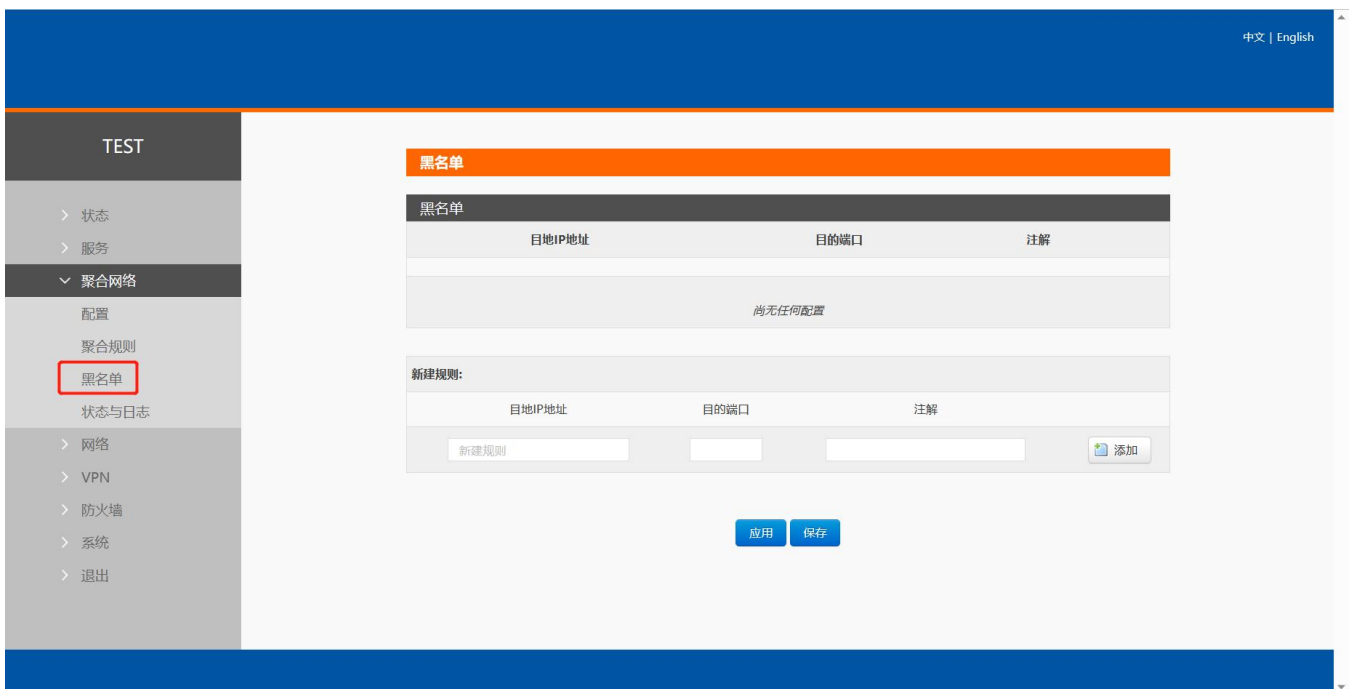 中文 | English
TEST
状态
服务
聚合网络
配置
聚合规则
黑名单
状态与日志
网络
VPN
防火墙
系统
退出
黑名单
黑名单
目地IP地址 目的端口 注解
尚无任何配置
新建规则:
目地IP地址 目的端口 注解
新建规则 添加
应用 保存